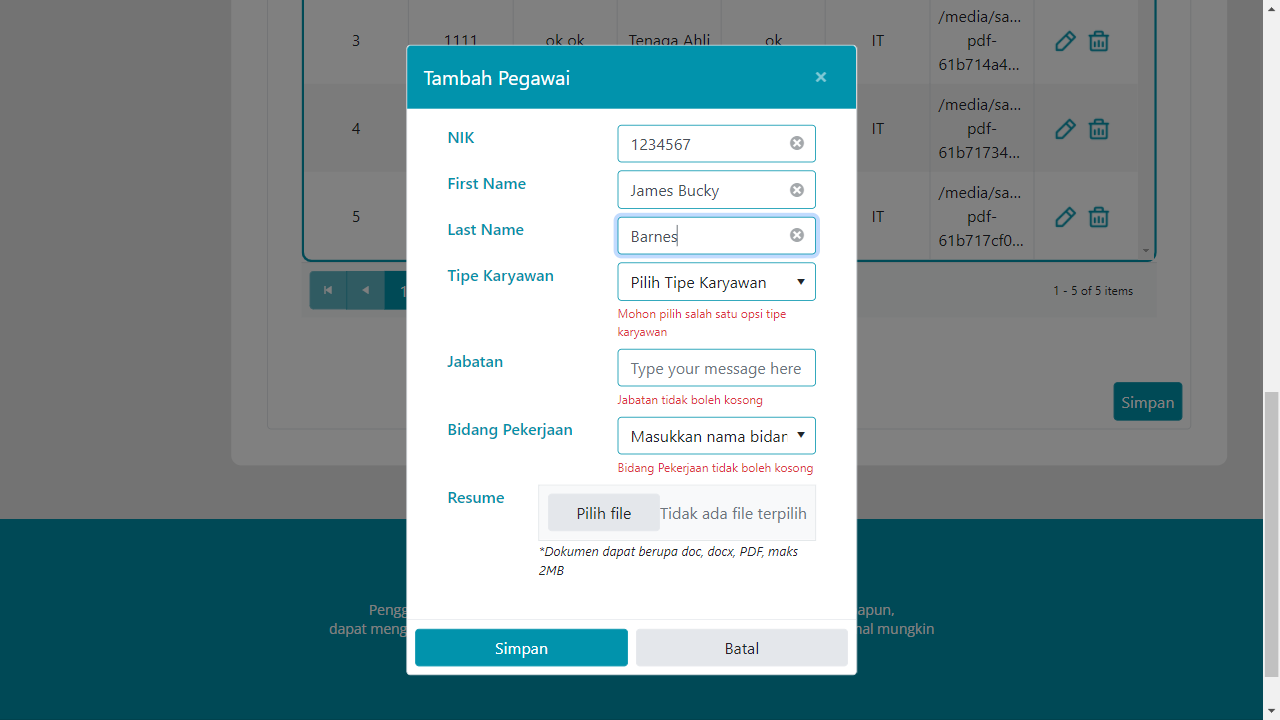 /media/sa...
3 1111 ok ok Tenaga Ahli ok IT pdf-
61b714a4...
/media/sa...
4 IT pdf-
61b71734...
/media/sa...
5 IT pdf-
61b717cf0...
1
1 - 5 of 5 items
Simpan
Tambah Pegawai ×
NIK 1234567
First Name James Bucky
Last Name Barnes
Tipe Karyawan Pilih Tipe Karyawan
Mohon pilih salah satu opsi tipe
karyawan
Jabatan Type your message here
Jabatan tidak boleh kosong
Bidang Pekerjaan Masukkan nama bidar
Bidang Pekerjaan tidak boleh kosong
Resume Pilih file Tidak ada file terpilih
*Dokumen dapat berupa doc, docx, PDF, maks
2MB
Simpan Batal
Pengg apun,
dapat meng nal mungkin